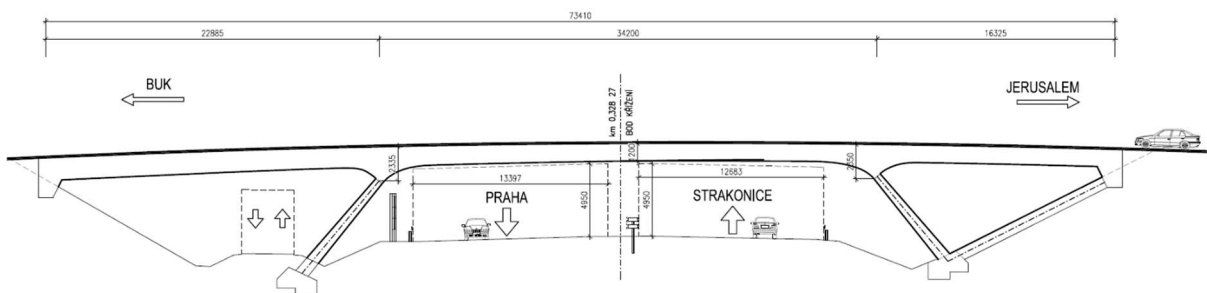 73410
22885
34200
16325
BUK
JERUSALEM
km 0,328 27
BOD KŘÍŽENÍ
2335
1200
2650
13397
12683
PRAHA
STRAKONICE
4950
4950